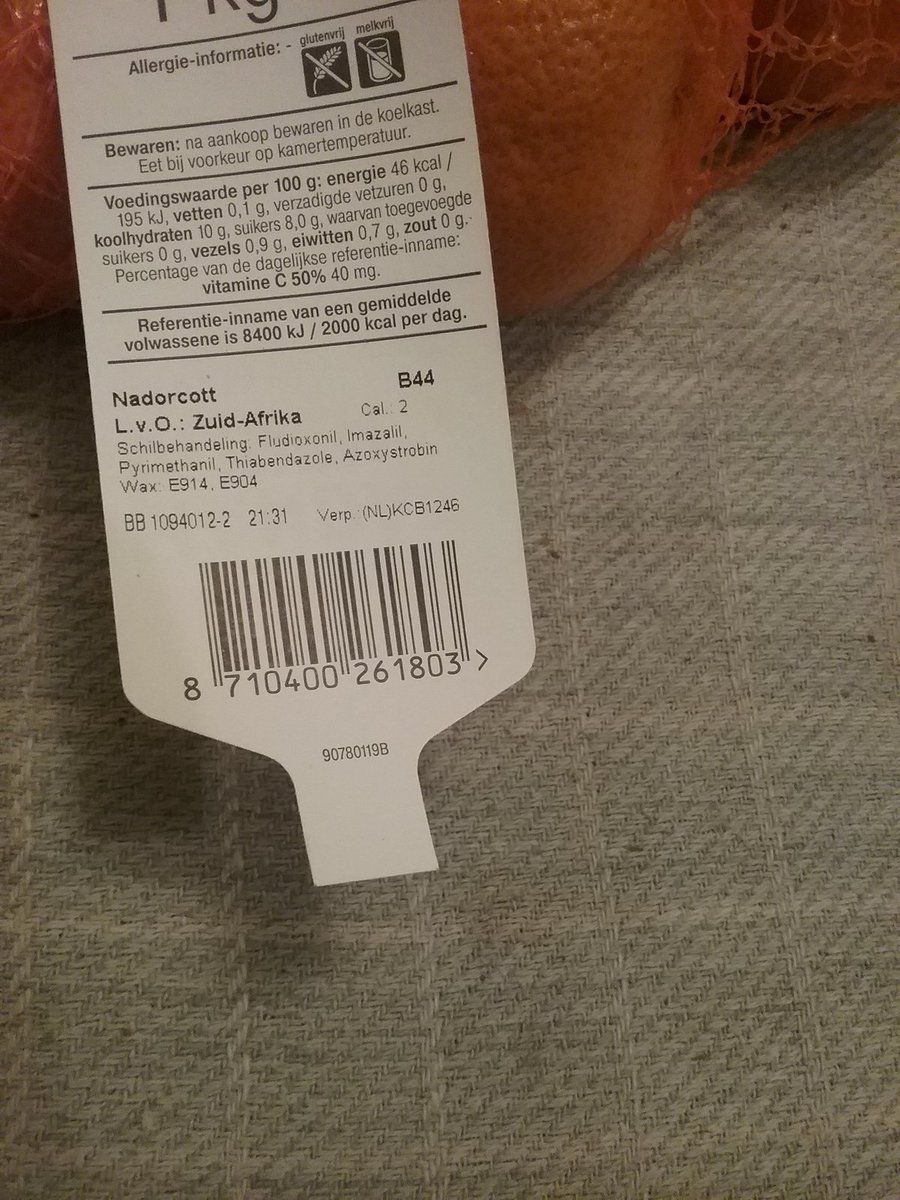 1 kg
Allergie-informatie: - glutenvrij melkvrij
Bewaren: na aankoop bewaren in de koelkast.
Eet bij voorkeur op kamertemperatuur.
Voedingswaarde per 100 g: energie 46 kcal /
195 kJ, vetten 0,1 g, verzadigde vetzuren 0 g,
koolhydraten 10 g, suikers 8,0 g, waarvan toegevoegde
suikers 0 g, vezels 0,9 g, eiwitten 0,7 g, zout 0 g.
Percentage van de dagelijkse referentie-inname:
vitamine C 50% 40 mg.
Referentie-inname van een gemiddelde
volwassene is 8400 kJ / 2000 kcal per dag.
Nadorcott B44
L.v.O.: Zuid-Afrika Cal.: 2
Schilbehandeling: Fludioxonil, Imazalil,
Pyrimethanil, Thiabendazole, Azoxystrobin
Wax: E914, E904
BB 1094012-2 21:31 Verp.:(NL)KCB1246
8 710400 261803 >
90780119B